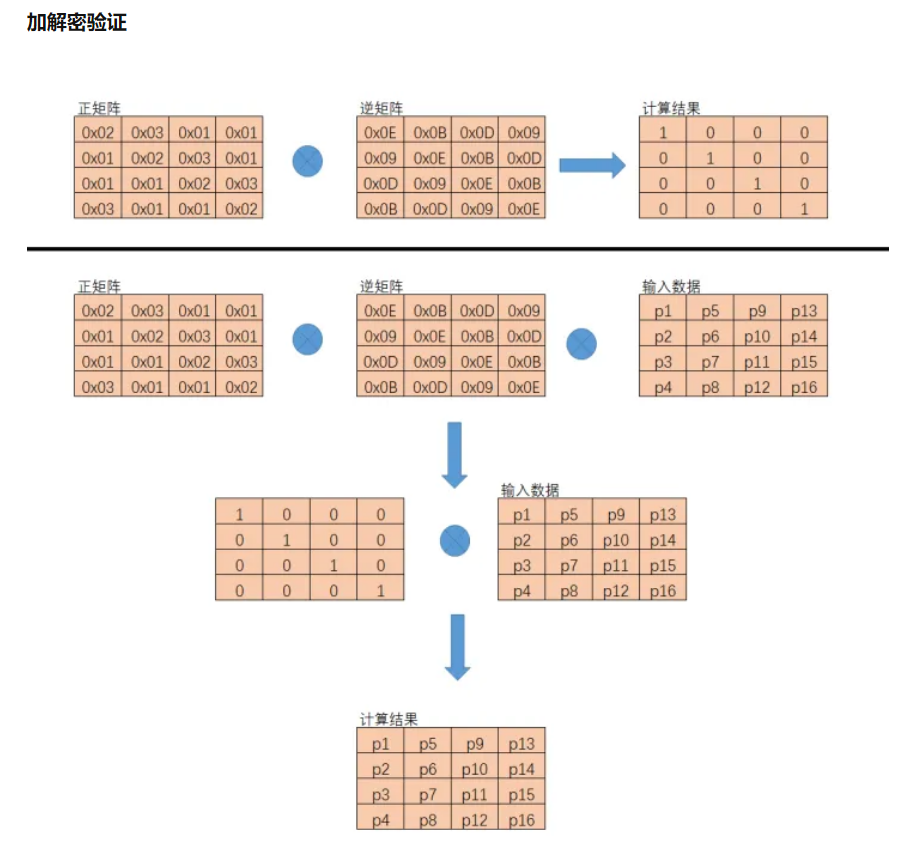 加解密验证
正矩阵 逆矩阵 计算结果
0x02 0x03 0x01 0x01 0x0E 0x0B 0x0D 0x09 1 0 0 0
0x01 0x02 0x03 0x01 0x09 0x0E 0x0B 0x0D 0 1 0 0
0x01 0x01 0x02 0x03 0x0D 0x09 0x0E 0x0B 0 0 1 0
0x03 0x01 0x01 0x02 0x0B 0x0D 0x09 0x0E 0 0 0 1
正矩阵 逆矩阵 输入数据
0x02 0x03 0x01 0x01 0x0E 0x0B 0x0D 0x09 p1 p5 p9 p13
0x01 0x02 0x03 0x01 0x09 0x0E 0x0B 0x0D p2 p6 p10 p14
0x01 0x01 0x02 0x03 0x0D 0x09 0x0E 0x0B p3 p7 p11 p15
0x03 0x01 0x01 0x02 0x0B 0x0D 0x09 0x0E p4 p8 p12 p16
输入数据
1 0 0 0 p1 p5 p9 p13
0 1 0 0 p2 p6 p10 p14
0 0 1 0 p3 p7 p11 p15
0 0 0 1 p4 p8 p12 p16
计算结果
p1 p5 p9 p13
p2 p6 p10 p14
p3 p7 p11 p15
p4 p8 p12 p16